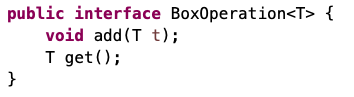 public interface BoxOperation<T> {
    void add(T t);
    T get();
}